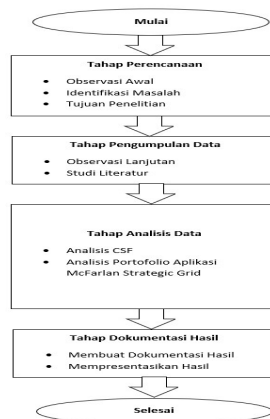 Mulai
Tahap Perencanaan
• Observasi Awal
• Identifikasi Masalah
• Tujuan Penelitian
Tahap Pengumpulan Data
• Observasi Lanjutan
• Studi Literatur
Tahap Analisis Data
• Analisis CSF
• Analisis Portofolio Aplikasi
McFarlan Strategic Grid
Tahap Dokumentasi Hasil
• Membuat Dokumentasi Hasil
• Mempresentasikan Hasil
Selesai